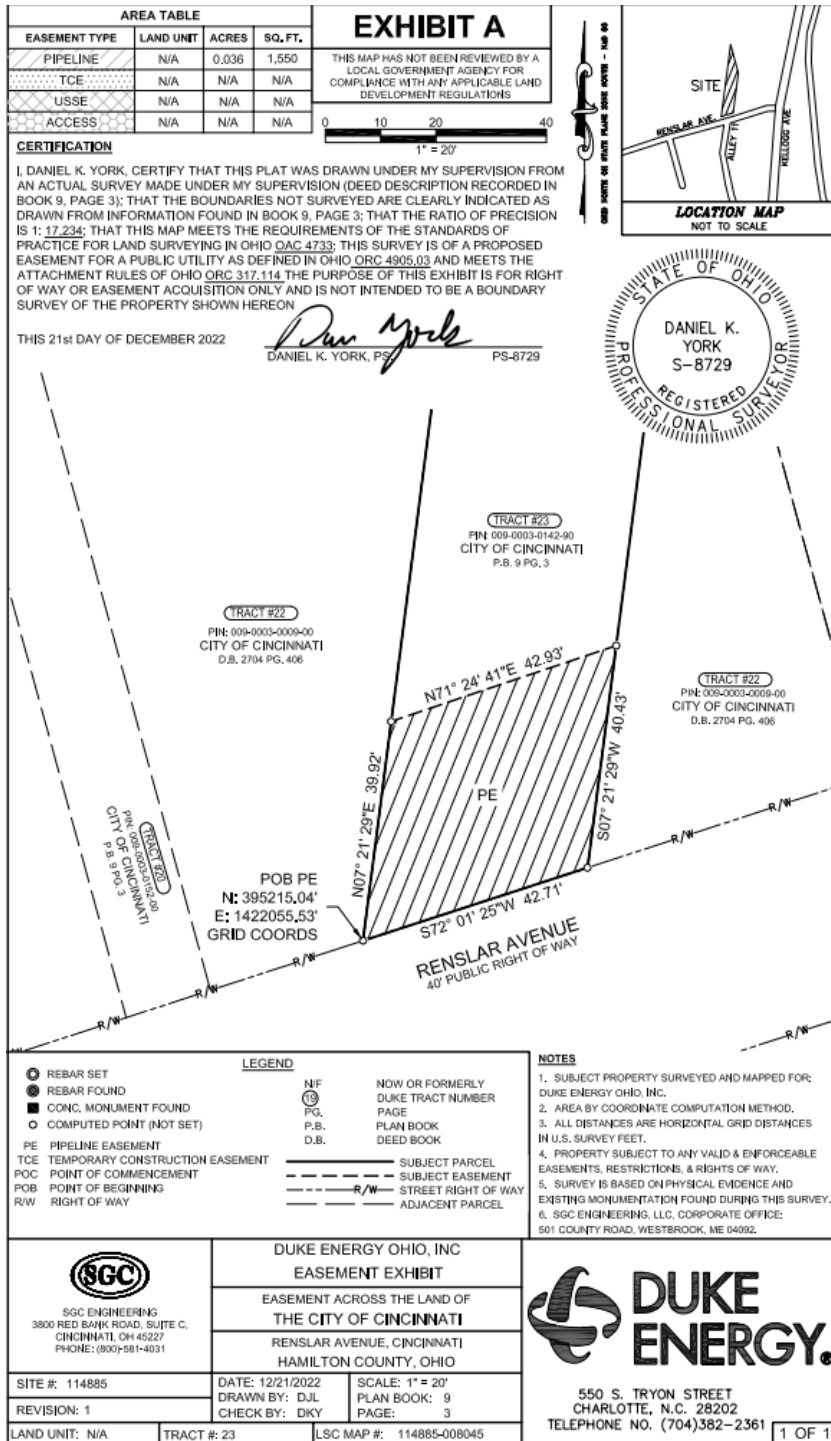 AREA TABLE
EASEMENT TYPE LAND UNIT ACRES SQ. FT.
PIPELINE N/A 0.036 1,550
TCE N/A N/A N/A
USSE N/A N/A N/A
ACCESS N/A N/A N/A
EXHIBIT A
THIS MAP HAS NOT BEEN REVIEWED BY A
LOCAL GOVERNMENT AGENCY FOR
COMPLIANCE WITH ANY APPLICABLE LAND
DEVELOPMENT REGULATIONS
0 10 20 40
1" = 20'
GRID NORTH OH STATE PLANE ZONE SOUTH - NAD 83
SITE
RENSLAR AVE.
ALLEY 11
KELLOGG AVE
LOCATION MAP
NOT TO SCALE
CERTIFICATION
I, DANIEL K. YORK, CERTIFY THAT THIS PLAT WAS DRAWN UNDER MY SUPERVISION FROM
AN ACTUAL SURVEY MADE UNDER MY SUPERVISION (DEED DESCRIPTION RECORDED IN
BOOK 9, PAGE 3); THAT THE BOUNDARIES NOT SURVEYED ARE CLEARLY INDICATED AS
DRAWN FROM INFORMATION FOUND IN BOOK 9, PAGE 3; THAT THE RATIO OF PRECISION
IS 1: 17,234; THAT THIS MAP MEETS THE REQUIREMENTS OF THE STANDARDS OF
PRACTICE FOR LAND SURVEYING IN OHIO OAC 4733; THIS SURVEY IS OF A PROPOSED
EASEMENT FOR A PUBLIC UTILITY AS DEFINED IN OHIO ORC 4905.03 AND MEETS THE
ATTACHMENT RULES OF OHIO ORC 317.114 THE PURPOSE OF THIS EXHIBIT IS FOR RIGHT
OF WAY OR EASEMENT ACQUISITION ONLY AND IS NOT INTENDED TO BE A BOUNDARY
SURVEY OF THE PROPERTY SHOWN HEREON
THIS 21st DAY OF DECEMBER 2022
Dan York
DANIEL K. YORK, PS PS-8729
STATE OF OHIO
DANIEL K.
YORK
S-8729
REGISTERED
PROFESSIONAL SURVEYOR
TRACT #23
PIN: 009-0003-0142-90
CITY OF CINCINNATI
P.B. 9 PG. 3
TRACT #22
PIN: 009-0003-0009-00
CITY OF CINCINNATI
D.B. 2704 PG. 406
TRACT #22
PIN: 009-0003-0009-00
CITY OF CINCINNATI
D.B. 2704 PG. 406
TRACT #20
PIN: 009-0003-0152-00
CITY OF CINCINNATI
P.B. 9 PG. 3
N71° 24' 41"E 42.93'
N07° 21' 29"E 39.92'
PE
S07° 21' 29"W 40.43'
S72° 01' 25"W 42.71'
POB PE
N: 395215.04'
E: 1422055.53'
GRID COORDS
RENSLAR AVENUE
40' PUBLIC RIGHT OF WAY
R/W
R/W
R/W
R/W
R/W
R/W
LEGEND
REBAR SET
REBAR FOUND
CONC. MONUMENT FOUND
COMPUTED POINT (NOT SET)
PE PIPELINE EASEMENT
TCE TEMPORARY CONSTRUCTION EASEMENT
POC POINT OF COMMENCEMENT
POB POINT OF BEGINNING
R/W RIGHT OF WAY
N/F NOW OR FORMERLY
19 DUKE TRACT NUMBER
PG. PAGE
P.B. PLAN BOOK
D.B. DEED BOOK
SUBJECT PARCEL
SUBJECT EASEMENT
R/W STREET RIGHT OF WAY
ADJACENT PARCEL
NOTES
1. SUBJECT PROPERTY SURVEYED AND MAPPED FOR:
DUKE ENERGY OHIO, INC.
2. AREA BY COORDINATE COMPUTATION METHOD.
3. ALL DISTANCES ARE HORIZONTAL GRID DISTANCES
IN U.S. SURVEY FEET.
4. PROPERTY SUBJECT TO ANY VALID & ENFORCEABLE
EASEMENTS, RESTRICTIONS, & RIGHTS OF WAY.
5. SURVEY IS BASED ON PHYSICAL EVIDENCE AND
EXISTING MONUMENTATION FOUND DURING THIS SURVEY.
6. SGC ENGINEERING, LLC, CORPORATE OFFICE:
501 COUNTY ROAD, WESTBROOK, ME 04092.
SGC
SGC ENGINEERING
3800 RED BANK ROAD, SUITE C,
CINCINNATI, OH 45227
PHONE: (800)-581-4031
DUKE ENERGY OHIO, INC
EASEMENT EXHIBIT
EASEMENT ACROSS THE LAND OF
THE CITY OF CINCINNATI
RENSLAR AVENUE, CINCINNATI
HAMILTON COUNTY, OHIO
SITE #: 114885
REVISION: 1
DATE: 12/21/2022
DRAWN BY: DJL
CHECK BY: DKY
SCALE: 1" = 20'
PLAN BOOK: 9
PAGE: 3
LAND UNIT: N/A TRACT #: 23 LSC MAP #: 114885-008045
DUKE
ENERGY®
550 S. TRYON STREET
CHARLOTTE, N.C. 28202
TELEPHONE NO. (704)382-2361
1 OF 1